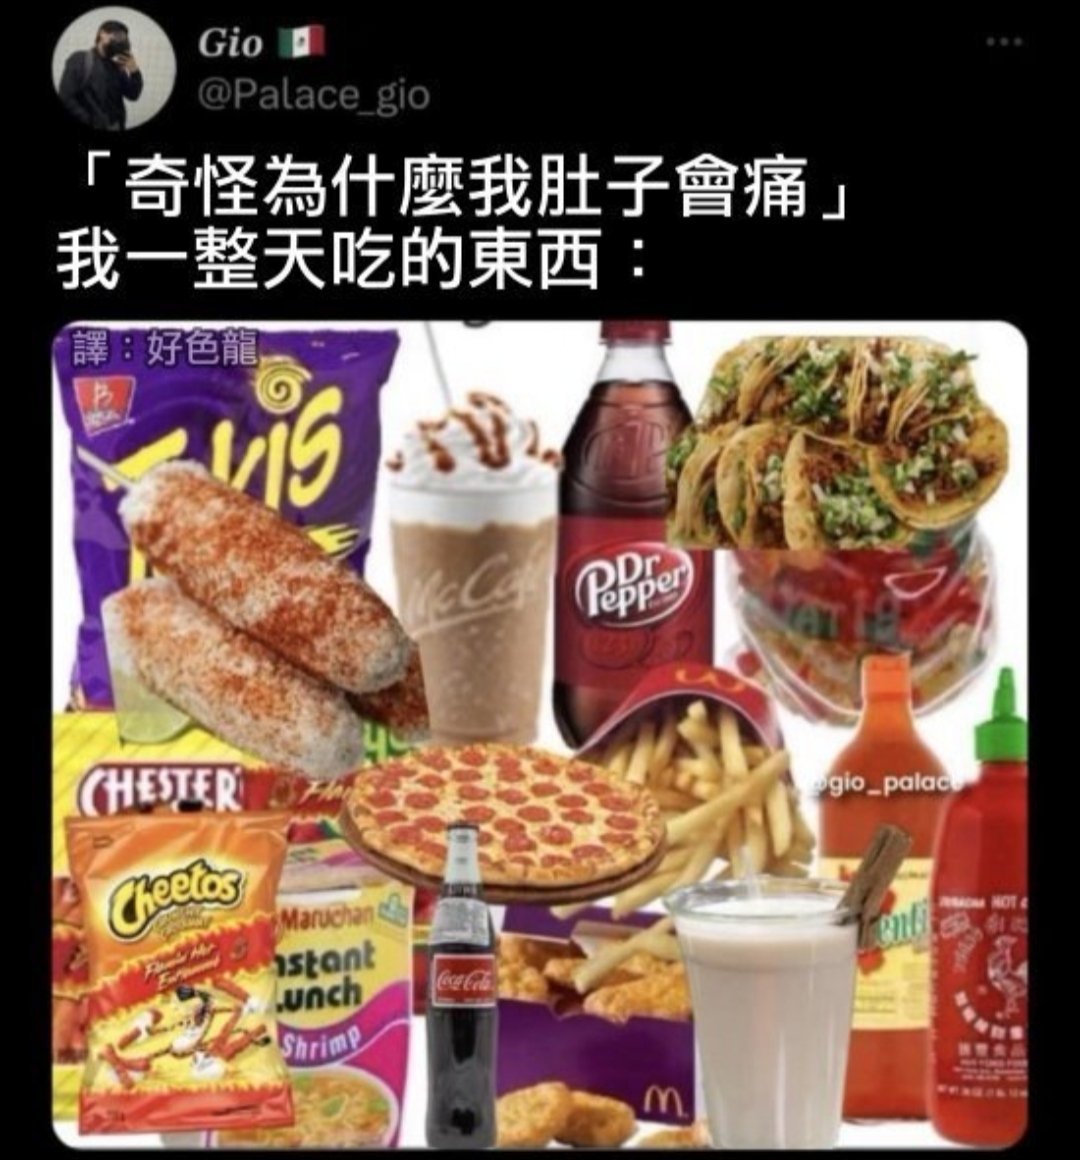 Gio
@Palace_gio
「奇怪為什麼我肚子會痛」
我一整天吃的東西：
譯：好色龍
McCafé
Dr
Pepper
CHESTER'
@gio_palace
Cheetos
Flamin' Hot
Maruchan
Instant
Lunch
Shrimp
Coca-Cola
HOT